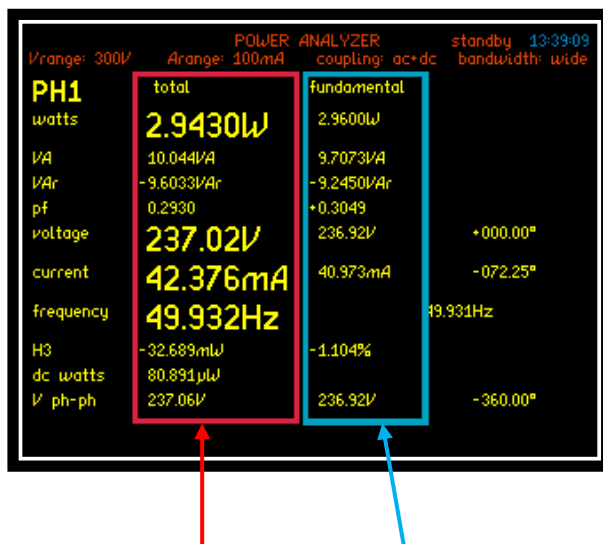 POWER ANALYZER standby 13:39:09
Vrange: 300V Arange: 100mA coupling: ac+dc bandwidth: wide
PH1 total fundamental
watts 2.9430W 2.9600W
VA 10.044VA 9.7073VA
VAr -9.6033VAr -9.2450VAr
pf 0.2930 +0.3049
voltage 237.02V 236.92V +000.00°
current 42.376mA 40.973mA -072.25°
frequency 49.932Hz 49.931Hz
H3 -32.689mW -1.104%
dc watts 80.891µW
V ph-ph 237.06V 236.92V -360.00°